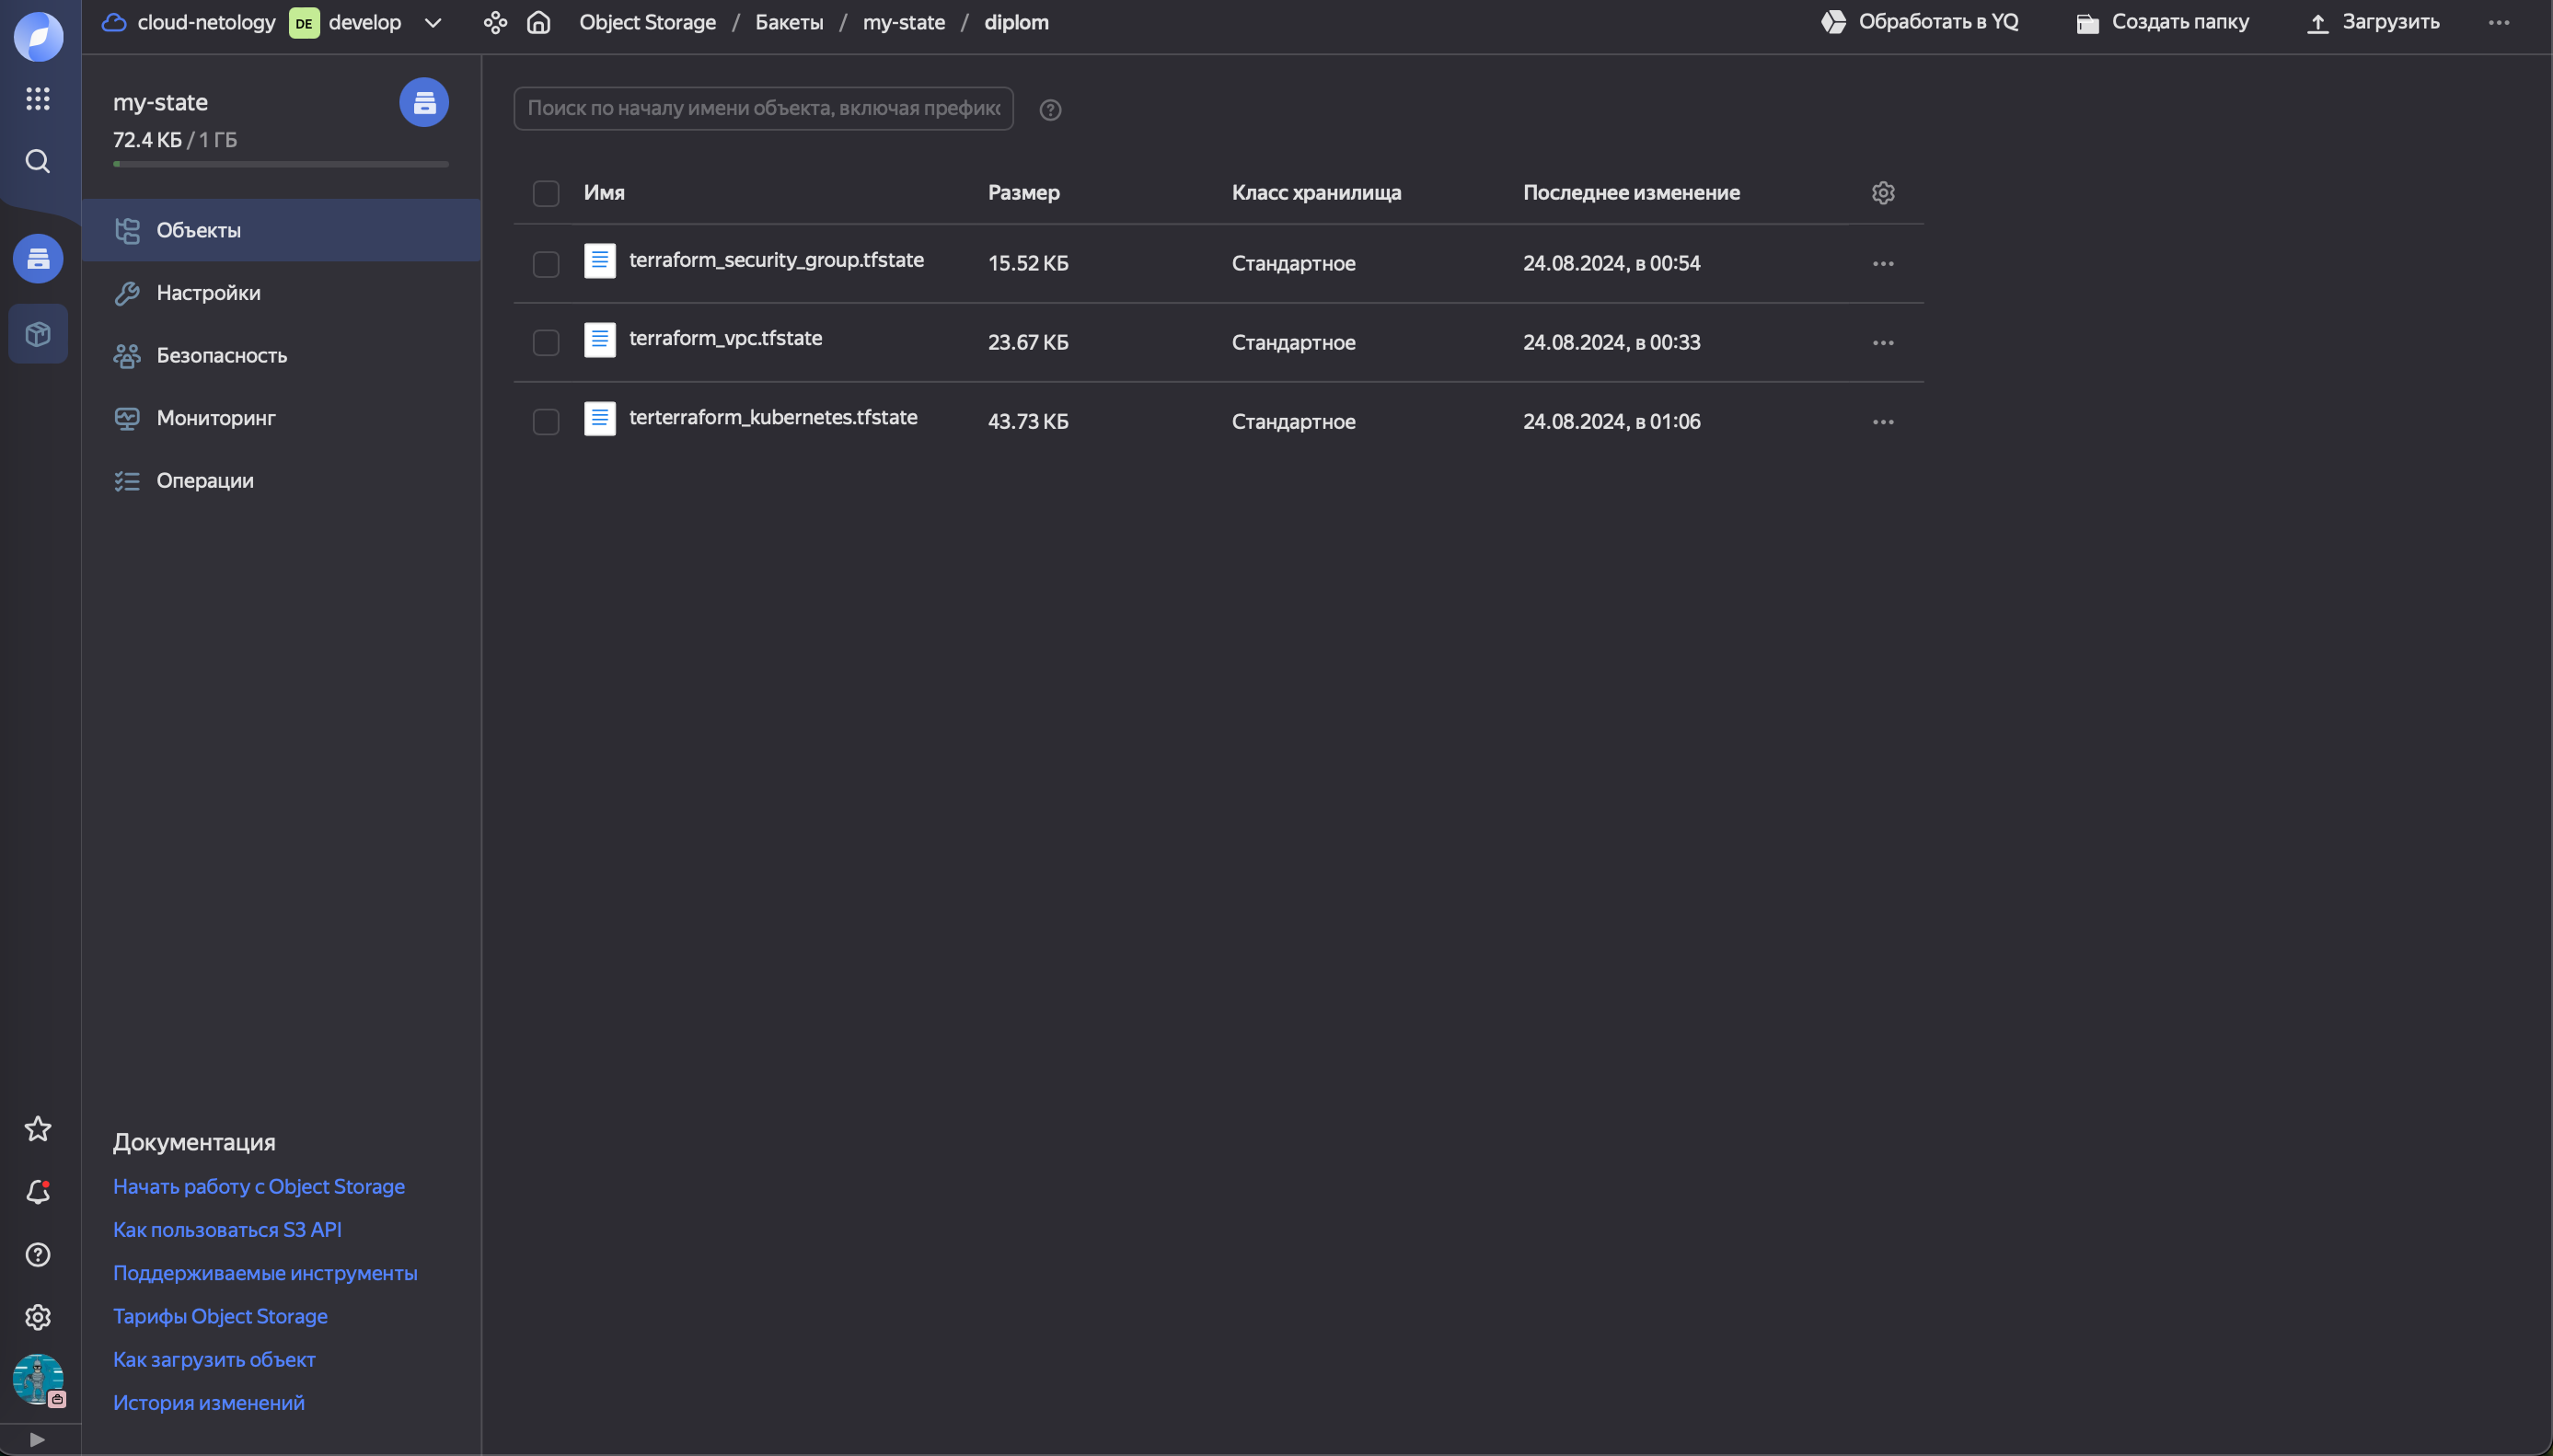 cloud-netology DE develop Object Storage / Бакеты / my-state / diplom Обработать в YQ Создать папку Загрузить
my-state
72.4 КБ / 1 ГБ
Объекты
Настройки
Безопасность
Мониторинг
Операции
Документация
Начать работу с Object Storage
Как пользоваться S3 API
Поддерживаемые инструменты
Тарифы Object Storage
Как загрузить объект
История изменений
Поиск по началу имени объекта, включая префикс
Имя Размер Класс хранилища Последнее изменение
terraform_security_group.tfstate 15.52 КБ Стандартное 24.08.2024, в 00:54
terraform_vpc.tfstate 23.67 КБ Стандартное 24.08.2024, в 00:33
terterraform_kubernetes.tfstate 43.73 КБ Стандартное 24.08.2024, в 01:06